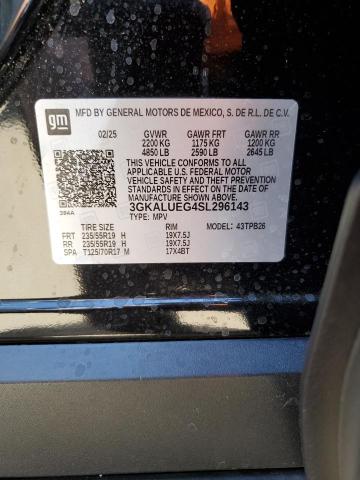 gm
MFD BY GENERAL MOTORS DE MEXICO, S. DE R.L. DE C.V.
02/25 GVWR GAWR FRT GAWR RR
2200 KG 1175 KG 1200 KG
4850 LB 2590 LB 2645 LB
THIS VEHICLE CONFORMS TO ALL
APPLICABLE U.S. FEDERAL MOTOR
VEHICLE SAFETY AND THEFT PREVENTION
STANDARDS IN EFFECT ON THE DATE OF
MANUFACTURE SHOWN ABOVE.
3GKALUEG4SL296143
394A TYPE: MPV
TIRE SIZE RIM MODEL: 43TPB26
FRT 235/55R19 H 19X7.5J
RR 235/55R19 H 19X7.5J
SP T125/70R17 M 17X4BT